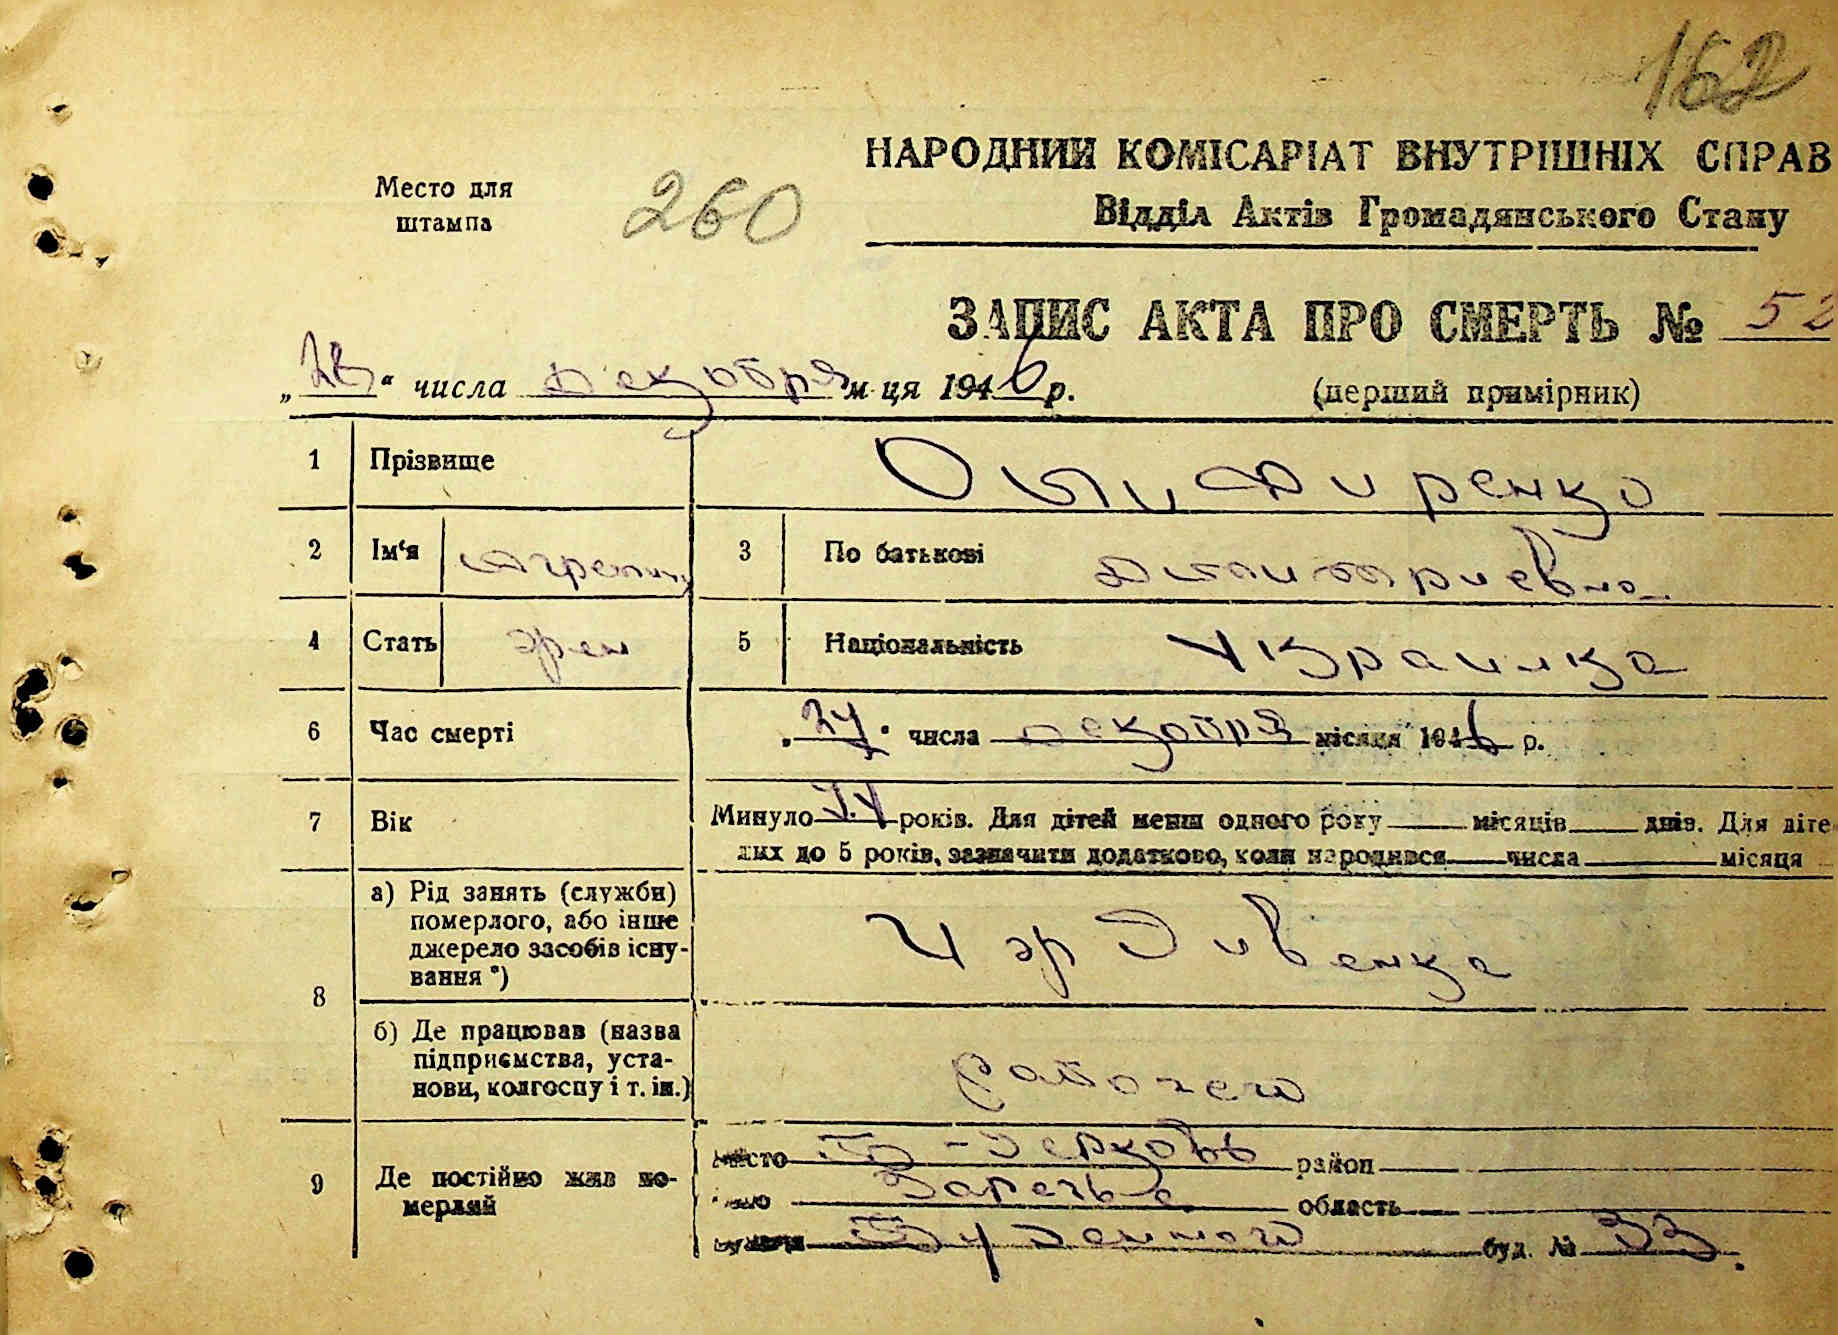 162
НАРОДНИЙ КОМІСАРІАТ ВНУТРІШНІХ СПРАВ
Место для штампа
260
Відділ Актів Громадянського Стану
ЗАПИС АКТА ПРО СМЕРТЬ № 52
„28“ числа декабря м-ця 1946 р. (перший примірник)
1 Прізвище Олифиренко
2 Ім‘я 3 По батькові Дмитриевна
4 Стать жен 5 Національність Украинка
6 Час смерті „27“ числа декабря місяця 1946 р.
7 Вік Минуло років. Для дітей менш одного року місяців днів. Для діте
лых до 5 років, зазначити додатково, коли народився числа місяця
8 а) Рід занять (служби) померлого, або інше джерело засобів існування *) Иждивенка
б) Де працював (назва підприємства, установи, колгоспу і т. ін.) рабочего
9 Де постійно жив померлий місто Б-Церковь район
Заречье область
Буденного буд. № 33